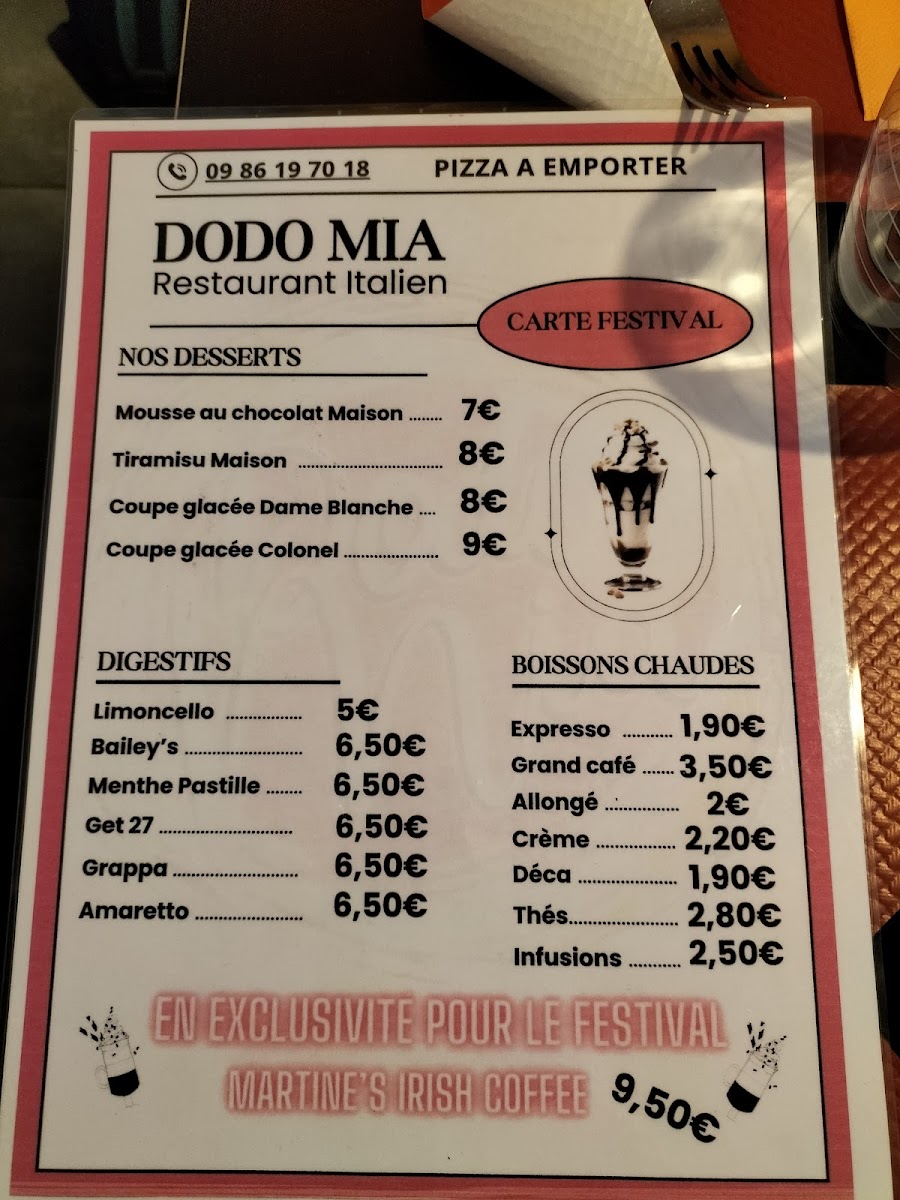 09 86 19 70 18 PIZZA A EMPORTER
DODO MIA
Restaurant Italien
CARTE FESTIVAL
NOS DESSERTS
Mousse au chocolat Maison ........ 7€
Tiramisu Maison .................................... 8€
Coupe glacée Dame Blanche .... 8€
Coupe glacée Colonel ........................ 9€
DIGESTIFS
Limoncello ................... 5€
Bailey's .............................. 6,50€
Menthe Pastille ......... 6,50€
Get 27 .................................. 6,50€
Grappa ................................ 6,50€
Amaretto ........................... 6,50€
BOISSONS CHAUDES
Expresso ............ 1,90€
Grand café ....... 3,50€
Allongé ................... 2€
Crème .................... 2,20€
Déca ......................... 1,90€
Thés............................ 2,80€
Infusions ............. 2,50€
EN EXCLUSIVITE POUR LE FESTIVAL
MARTINE'S IRISH COFFEE 9,50€